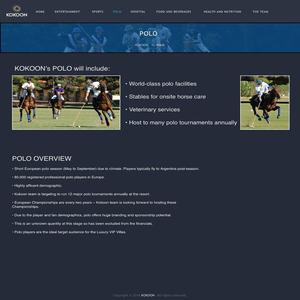 KOKOON
HOME
ENTERTAINMENT
SPORTS
POLO
HOSPITAL
FOOD AND BEVERAGES
HEALTH AND NUTRITION
THE TEAM
POLO
KOKOON
POLO
KOKOON's POLO will include:
• World-class polo facilities
• Stables for onsite horse care
• Veterinary services
• Host to many polo tournaments annually
POLO OVERVIEW
• Short European polo season (May to September) due to climate. Players typically fly to Argentina post-season.
• 80,000 registered professional polo players in Europe.
• Highly affluent demographic.
• Kokoon team is targeting to run 12 major polo tournaments annually at the resort.
• European Championships are every two years – Kokoon team is looking forward to hosting these
Championships.
• Due to the player and fan demographics, polo offers huge branding and sponsorship potential.
• This is an unknown quantity at this stage so has been excluded from the financials.
• Polo players are the ideal target audience for the Luxury VIP Villas.
Copyright © KOKOON. All rights reserved.